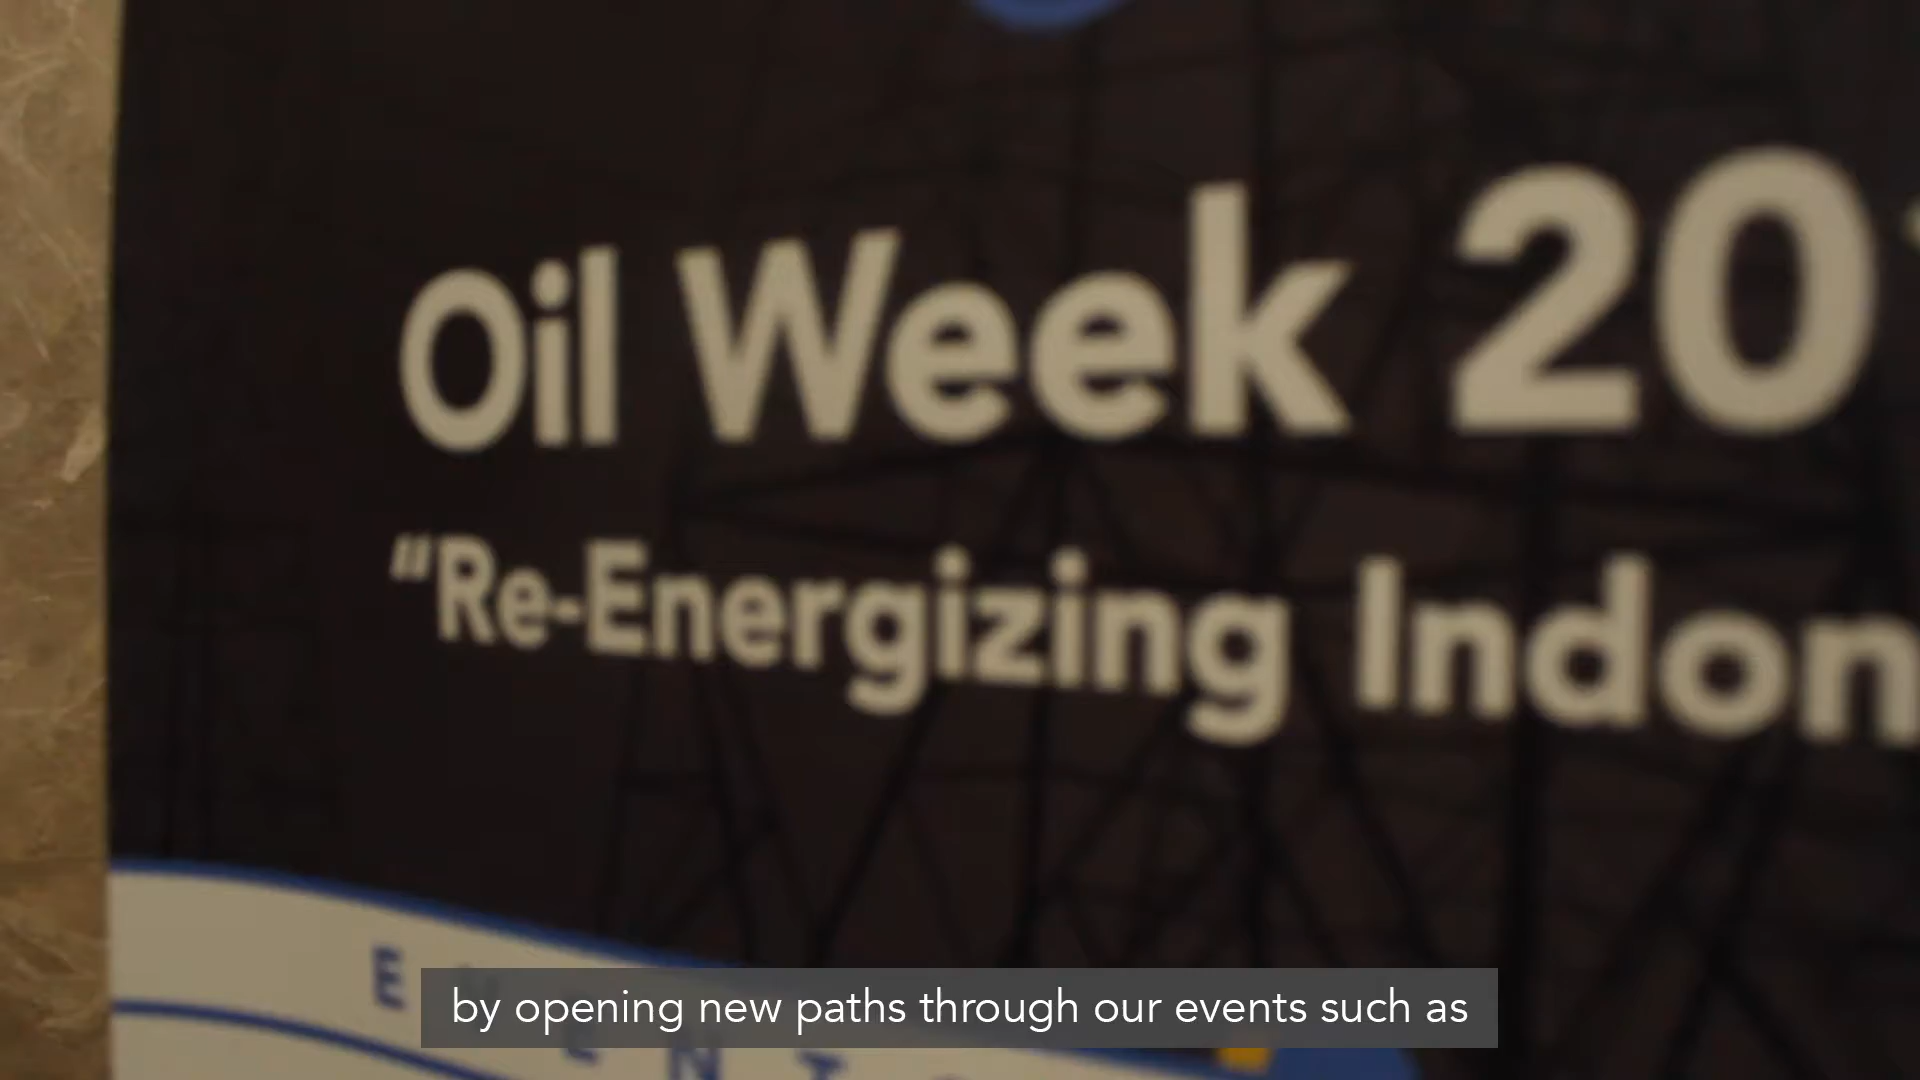 Oil Week 20
“Re-Energizing Indon
E
by opening new paths through our events such as